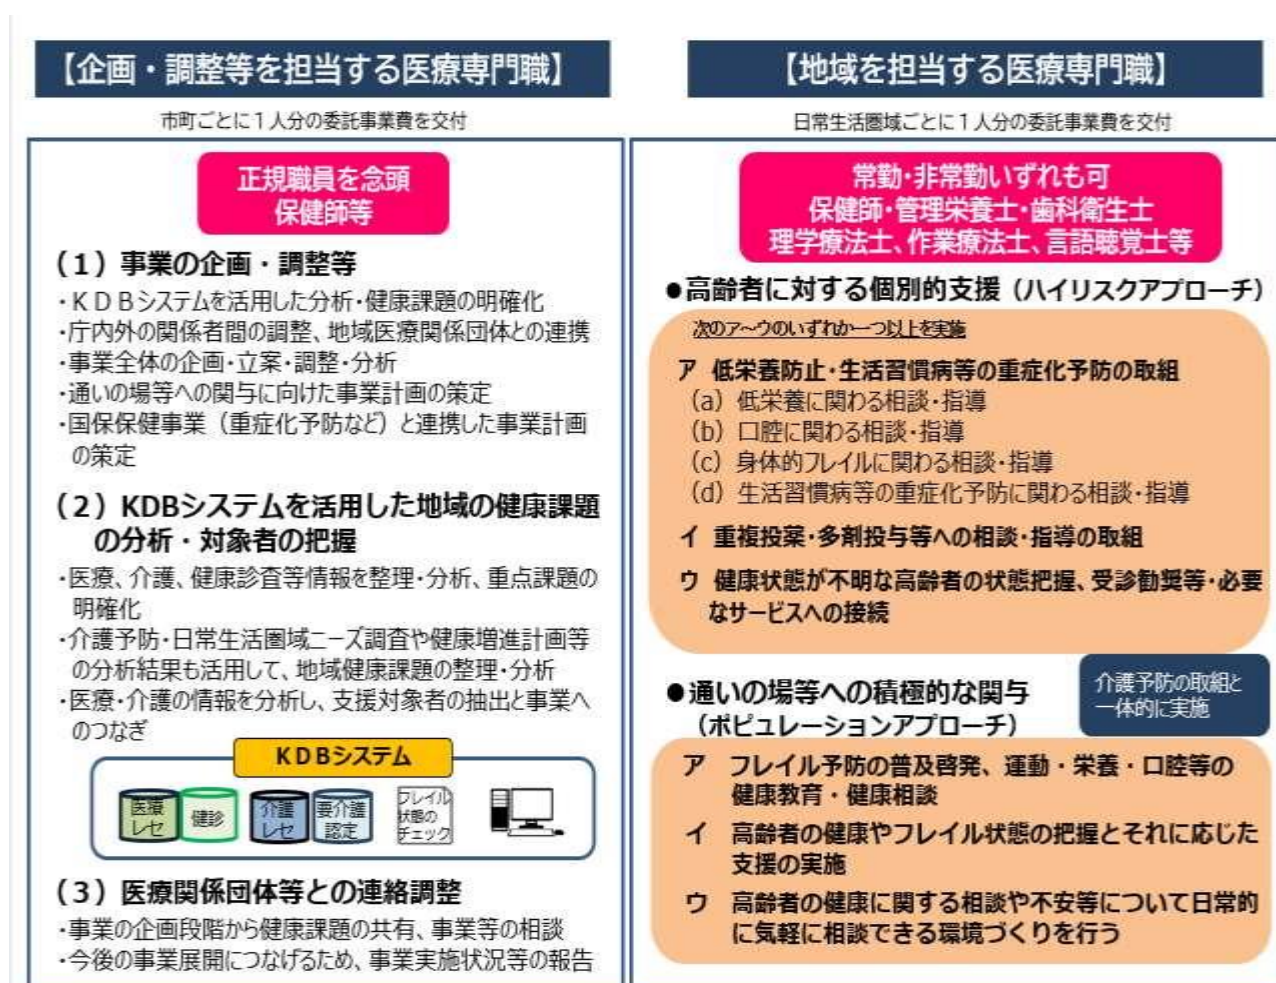 【企画・調整等を担当する医療専門職】
市町ごとに１人分の委託事業費を交付
正規職員を念頭
保健師等
（１）事業の企画・調整等
・ＫＤＢシステムを活用した分析・健康課題の明確化
・庁内外の関係者間の調整、地域医療関係団体との連携
・事業全体の企画・立案・調整・分析
・通いの場等への関与に向けた事業計画の策定
・国保保健事業（重症化予防など）と連携した事業計画
の策定
（２）KDBシステムを活用した地域の健康課題
の分析・対象者の把握
・医療、介護、健康診査等情報を整理・分析、重点課題の
明確化
・介護予防・日常生活圏域ニーズ調査や健康増進計画等
の分析結果も活用して、地域健康課題の整理・分析
・医療・介護の情報を分析し、支援対象者の抽出と事業へ
のつなぎ
ＫＤＢシステム
医療
レセ
健診
介護
レセ
要介護
認定
フレイル
状態の
チェック
（３）医療関係団体等との連絡調整
・事業の企画段階から健康課題の共有、事業等の相談
・今後の事業展開につなげるため、事業実施状況等の報告
【地域を担当する医療専門職】
日常生活圏域ごとに１人分の委託事業費を交付
常勤・非常勤いずれも可
保健師・管理栄養士・歯科衛生士
理学療法士、作業療法士、言語聴覚士等
●高齢者に対する個別的支援（ハイリスクアプローチ）
次のア～ウのいずれか一つ以上を実施
ア 低栄養防止・生活習慣病等の重症化予防の取組
（a）低栄養に関わる相談・指導
（b）口腔に関わる相談・指導
（c）身体的フレイルに関わる相談・指導
（d）生活習慣病等の重症化予防に関わる相談・指導
イ 重複投薬・多剤投与等への相談・指導の取組
ウ 健康状態が不明な高齢者の状態把握、受診勧奨等・必要
なサービスへの接続
●通いの場等への積極的な関与
（ポピュレーションアプローチ）
介護予防の取組と
一体的に実施
ア フレイル予防の普及啓発、運動・栄養・口腔等の
健康教育・健康相談
イ 高齢者の健康やフレイル状態の把握とそれに応じた
支援の実施
ウ 高齢者の健康に関する相談や不安等について日常的
に気軽に相談できる環境づくりを行う